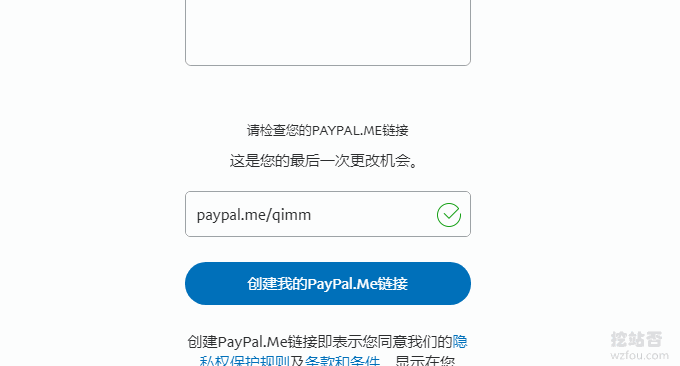 请检查您的PAYPAL.ME链接
这是您的最后一次更改机会。
paypal.me/qimm
创建我的PayPal.Me链接
创建PayPal.Me链接即表示您同意我们的隐
私权保护规则及条款和条件。显示在您
挖站否
wzfou.com